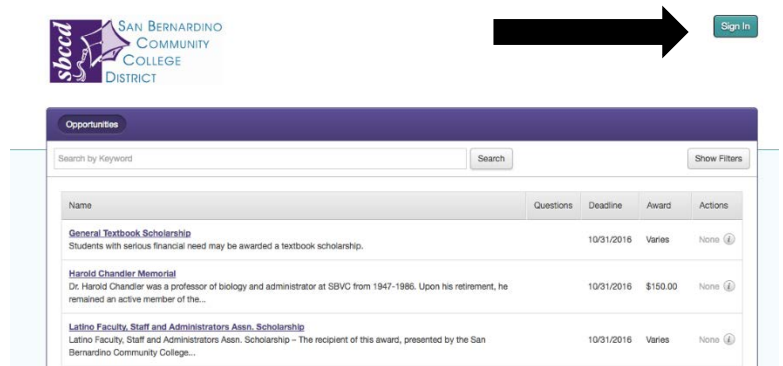 sbccd
SAN BERNARDINO
COMMUNITY
COLLEGE
DISTRICT
Sign In
Opportunities
Search by Keyword
Search
Show Filters
Name Questions Deadline Award Actions
General Textbook Scholarship
Students with serious financial need may be awarded a textbook scholarship.
10/31/2016 Varies None i
Harold Chandler Memorial
Dr. Harold Chandler was a professor of biology and administrator at SBVC from 1947-1986. Upon his retirement, he
remained an active member of the...
10/31/2016 $150.00 None i
Latino Faculty, Staff and Administrators Assn. Scholarship
Latino Faculty, Staff and Administrators Assn. Scholarship – The recipient of this award, presented by the San
Bernardino Community College...
10/31/2016 Varies None i